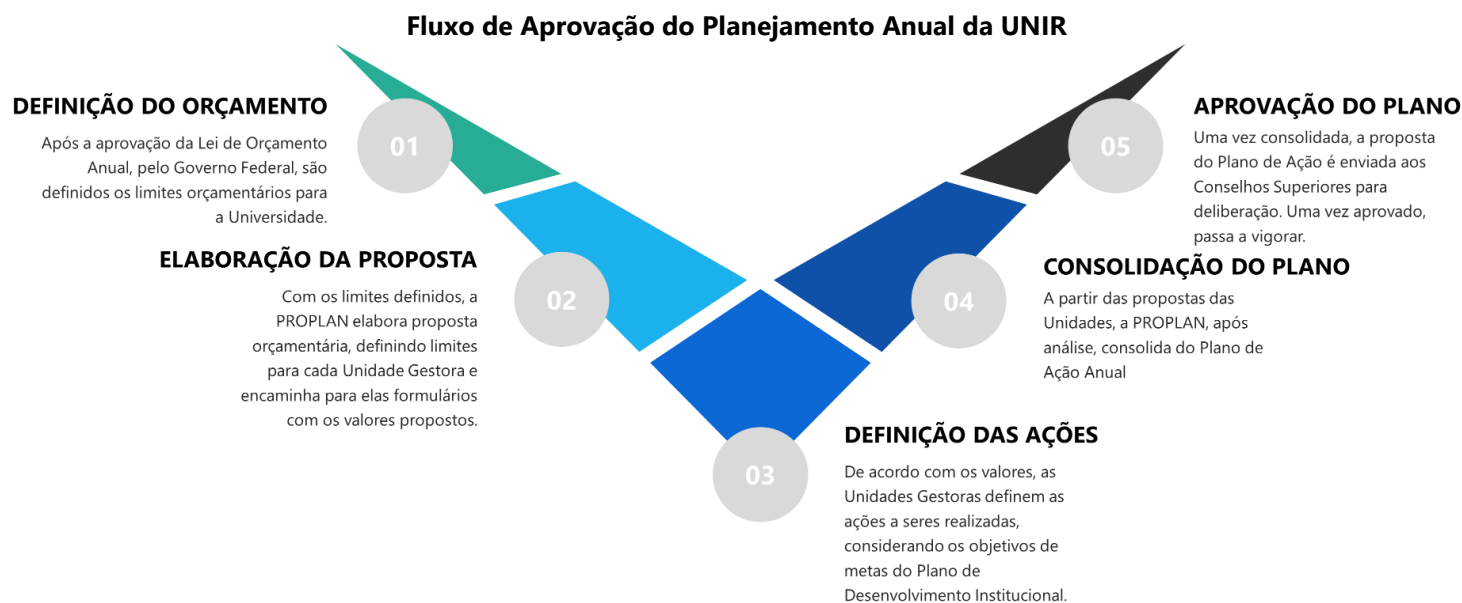 Fluxo de Aprovação do Planejamento Anual da UNIR
01
DEFINIÇÃO DO ORÇAMENTO
Após a aprovação da Lei de Orçamento
Anual, pelo Governo Federal, são
definidos os limites orçamentários para
a Universidade.
02
ELABORAÇÃO DA PROPOSTA
Com os limites definidos, a
PROPLAN elabora proposta
orçamentária, definindo limites
para cada Unidade Gestora e
encaminha para elas formulários
com os valores propostos.
03
DEFINIÇÃO DAS AÇÕES
De acordo com os valores, as
Unidades Gestoras definem as
ações a seres realizadas,
considerando os objetivos de
metas do Plano de
Desenvolvimento Institucional.
04
CONSOLIDAÇÃO DO PLANO
A partir das propostas das
Unidades, a PROPLAN, após
análise, consolida do Plano de
Ação Anual
05
APROVAÇÃO DO PLANO
Uma vez consolidada, a proposta
do Plano de Ação é enviada aos
Conselhos Superiores para
deliberação. Uma vez aprovado,
passa a vigorar.